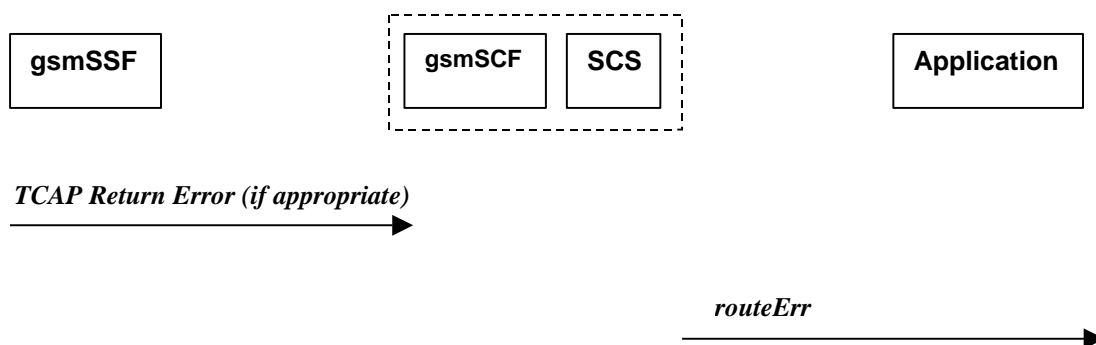 gsmSSF
gsmSCF
SCS
Application
TCAP Return Error (if appropriate)
routeErr